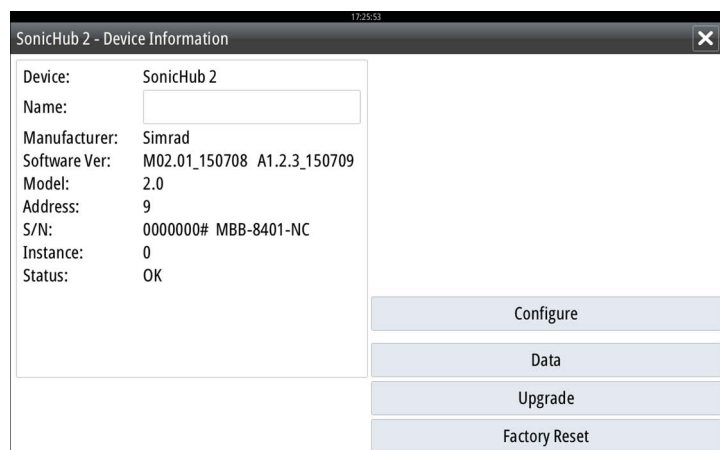 17:25:53
SonicHub 2 - Device Information
Device: SonicHub 2
Name:
Manufacturer: Simrad
Software Ver: M02.01_150708 A1.2.3_150709
Model: 2.0
Address: 9
S/N: 0000000# MBB-8401-NC
Instance: 0
Status: OK
Configure
Data
Upgrade
Factory Reset